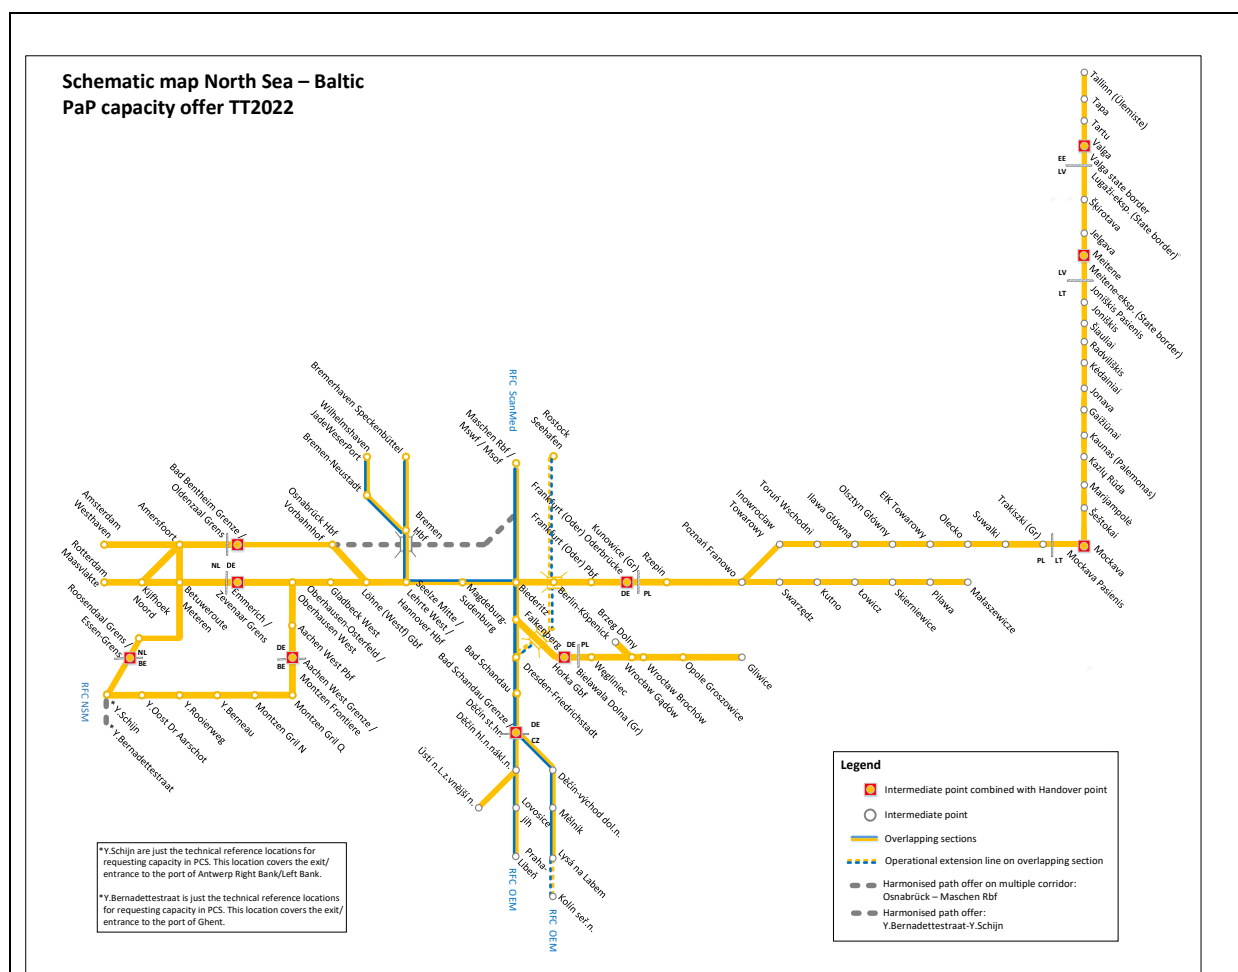 Schematic map North Sea – Baltic
PaP capacity offer TT2022
Tallinn (Ülemiste)
Tapa
Tartu
Valga
EE
LV
Valga state border
Lugaži-eksp. (State border)
Šķirotava
Jelgava
Meitene
LV
LT
Meitene-eksp. (State border)
Joniškis Pasienis
Joniškis
Šiauliai
Radviliškis
Kėdainiai
Jonava
Gaižiūnai
Kaunas (Palemonas)
Kazlų Rūda
Marijampolė
Šeštokai
Mockava
Mockava Pasienis
PL
LT
Trakiszki (Gr)
Suwałki
Olecko
Ełk Towarowy
Olsztyn Główny
Iława Główna
Toruń Wschodni
Inowrocław
Towarowy
RFC ScanMed
Bremerhaven Speckenbüttel
Wilhelmshaven
JadeWeserPort
Bremen-Neustadt
Bremen
Hbf
Maschen Rbf /
Mswf / Msof
Rostock
Seehafen
Amsterdam
Westhaven
Amersfoort
Bad Bentheim Grenze /
Oldenzaal Grens
Osnabrück Hbf
Vorbahnhof
NL
DE
Rotterdam
Maasvlakte
Kijfhoek
Noord
Betuweroute
Meteren
Emmerich /
Zevenaar Grens
Oberhausen-Osterfeld /
Oberhausen West
Gladbeck West
Löhne (Westf) Gbf
Lehrte West /
Hannover Hbf
Seelze Mitte /
Magdeburg-
Sudenburg
Biederitz
Berlin-Köpenick
Frankfurt (Oder) Pbf
Frankfurt (Oder) Oderbrücke
Kunowice (Gr)
DE
PL
Rzepin
Poznań Franowo
Swarzędz
Kutno
Łowicz
Skierniewice
Pilawa
Małaszewicze
Roosendaal Grens /
Essen-Grens
NL
BE
RFC NSM
*Y.Schijn
*Y.Bernadettestraat
Y.Oost Dr Aarschot
Y.Rooierweg
Y.Berneau
Montzen Gril N
Montzen Gril Q
Aachen West Pbf
DE
BE
Aachen West Grenze /
Montzen Frontiere
Falkenberg
Horka Gbf
DE
PL
Bielawa Dolna (Gr)
Węgliniec
Brzeg Dolny
Wrocław Gądów
Wrocław Brochów
Opole Groszowice
Gliwice
Dresden-Friedrichstadt
Bad Schandau
Bad Schandau Grenze /
Děčín st.hr.
DE
CZ
Děčín hl.n.nákl.n.
Ústí n.L.z.vnější n.
Lovosice
jih
Praha-
Libeň
RFC OEM
Děčín-východ dol.n.
Mělník
Lysá na Labem
Kolín seř.n.
RFC OEM
Legend
Intermediate point combined with Handover point
Intermediate point
Overlapping sections
Operational extension line on overlapping section
Harmonised path offer on multiple corridor:
Osnabrück – Maschen Rbf
Harmonised path offer:
Y.Bernadettestraat-Y.Schijn
*Y.Schijn are just the technical reference locations for
requesting capacity in PCS. This location covers the exit/
entrance to the port of Antwerp Right Bank/Left Bank.
*Y.Bernadettestraat is just the technical reference locations
for requesting capacity in PCS. This location covers the exit/
entrance to the port of Ghent.